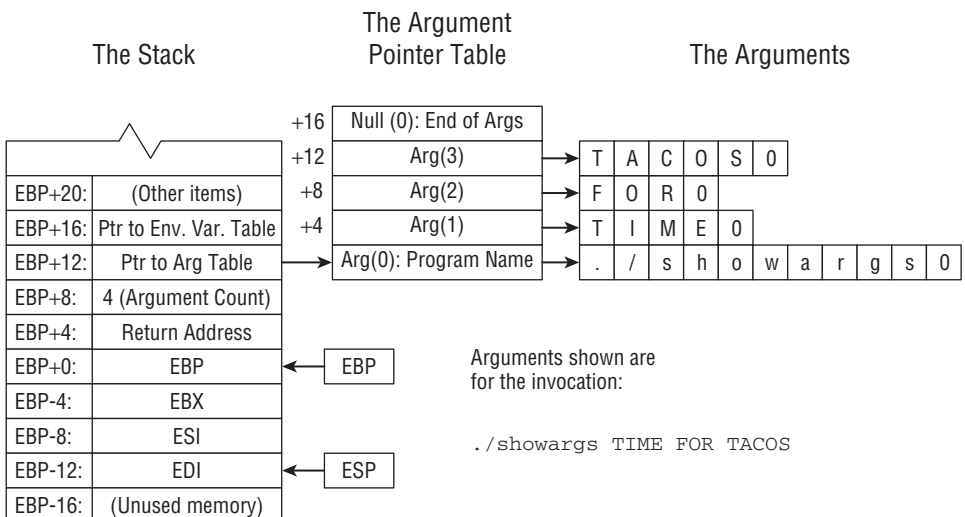 The Stack
The Argument
Pointer Table
The Arguments
+16 Null (0): End of Args
+12 Arg(3) T A C O S 0
EBP+20: (Other items) +8 Arg(2) F O R 0
EBP+16: Ptr to Env. Var. Table +4 Arg(1) T I M E 0
EBP+12: Ptr to Arg Table Arg(0): Program Name . / s h o w a r g s 0
EBP+8: 4 (Argument Count)
EBP+4: Return Address
EBP+0: EBP EBP
EBP-4: EBX
EBP-8: ESI
EBP-12: EDI ESP
EBP-16: (Unused memory)
Arguments shown are
for the invocation:
./showargs TIME FOR TACOS